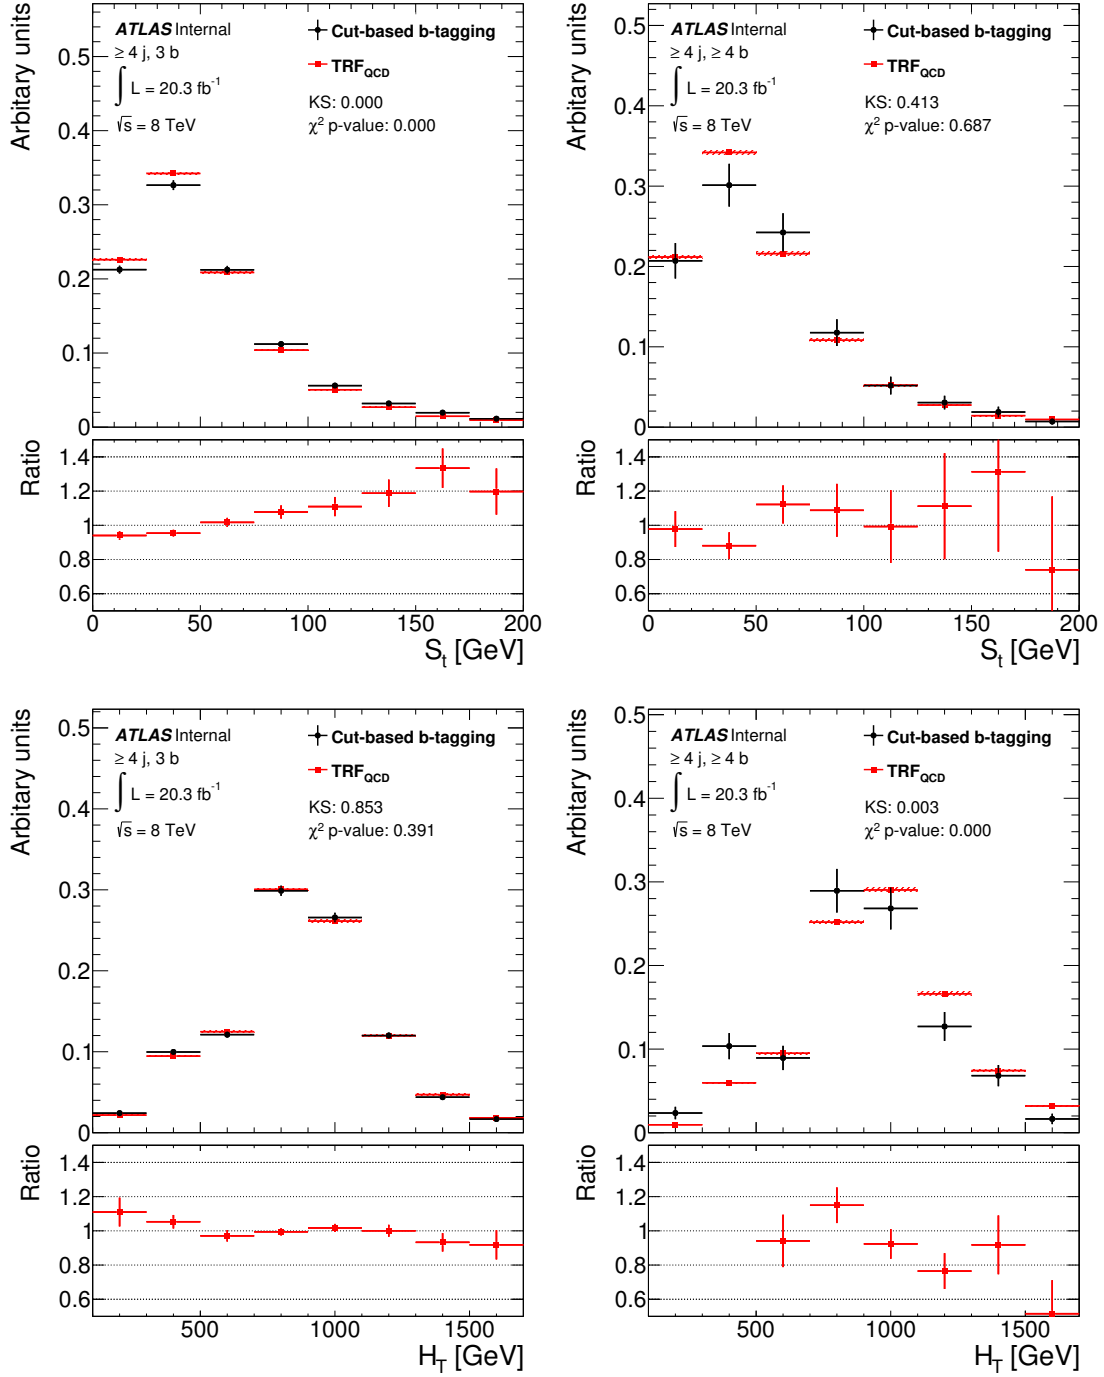 Arbitary units
ATLAS Internal
≥ 4 j, 3 b
∫ L = 20.3 fb⁻¹
√s = 8 TeV
Cut-based b-tagging
TRF_QCD
KS: 0.000
χ² p-value: 0.000
0.5
0.4
0.3
0.2
0.1
0
Ratio
1.4
1.2
1
0.8
0.6
0 50 100 150 200
S_t [GeV]
Arbitary units
ATLAS Internal
≥ 4 j, ≥ 4 b
∫ L = 20.3 fb⁻¹
√s = 8 TeV
Cut-based b-tagging
TRF_QCD
KS: 0.413
χ² p-value: 0.687
0.5
0.4
0.3
0.2
0.1
0
Ratio
1.4
1.2
1
0.8
0.6
0 50 100 150 200
S_t [GeV]
Arbitary units
ATLAS Internal
≥ 4 j, 3 b
∫ L = 20.3 fb⁻¹
√s = 8 TeV
Cut-based b-tagging
TRF_QCD
KS: 0.853
χ² p-value: 0.391
0.5
0.4
0.3
0.2
0.1
0
Ratio
1.4
1.2
1
0.8
0.6
500 1000 1500
H_T [GeV]
Arbitary units
ATLAS Internal
≥ 4 j, ≥ 4 b
∫ L = 20.3 fb⁻¹
√s = 8 TeV
Cut-based b-tagging
TRF_QCD
KS: 0.003
χ² p-value: 0.000
0.5
0.4
0.3
0.2
0.1
0
Ratio
1.4
1.2
1
0.8
0.6
500 1000 1500
H_T [GeV]